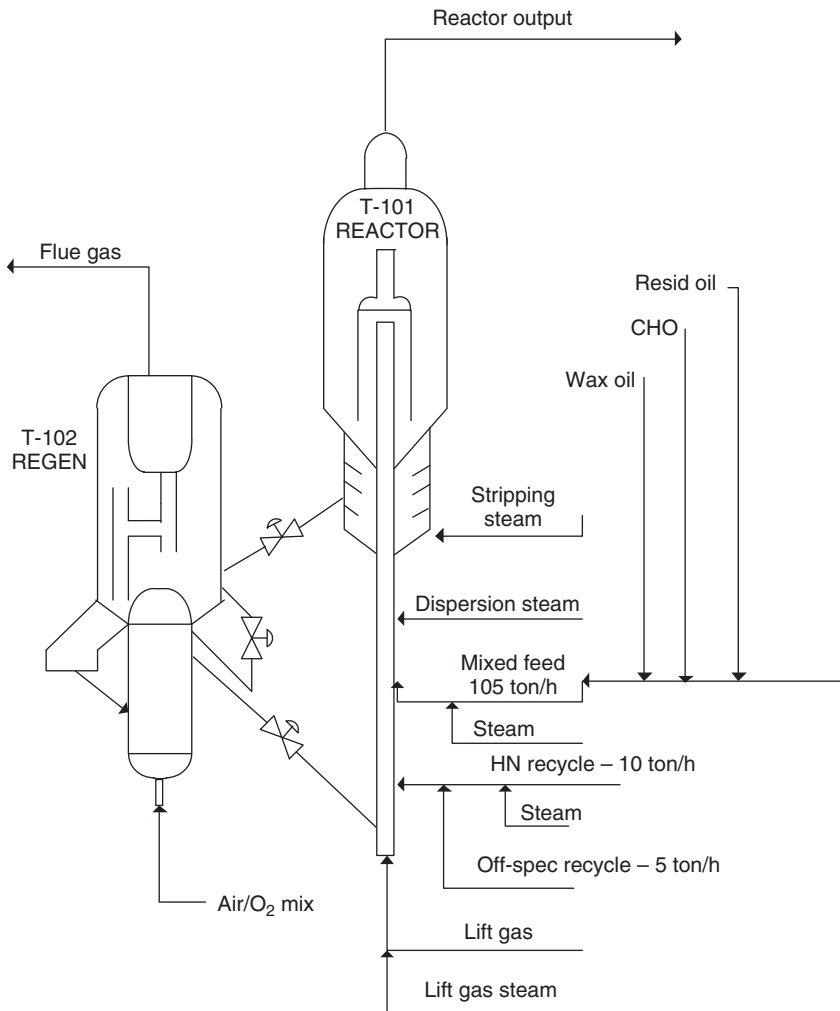 Reactor output
T-101
REACTOR
Flue gas
Resid oil
CHO
Wax oil
T-102
REGEN
Stripping
steam
Dispersion steam
Mixed feed
105 ton/h
Steam
HN recycle – 10 ton/h
Steam
Off-spec recycle – 5 ton/h
Air/O₂ mix
Lift gas
Lift gas steam